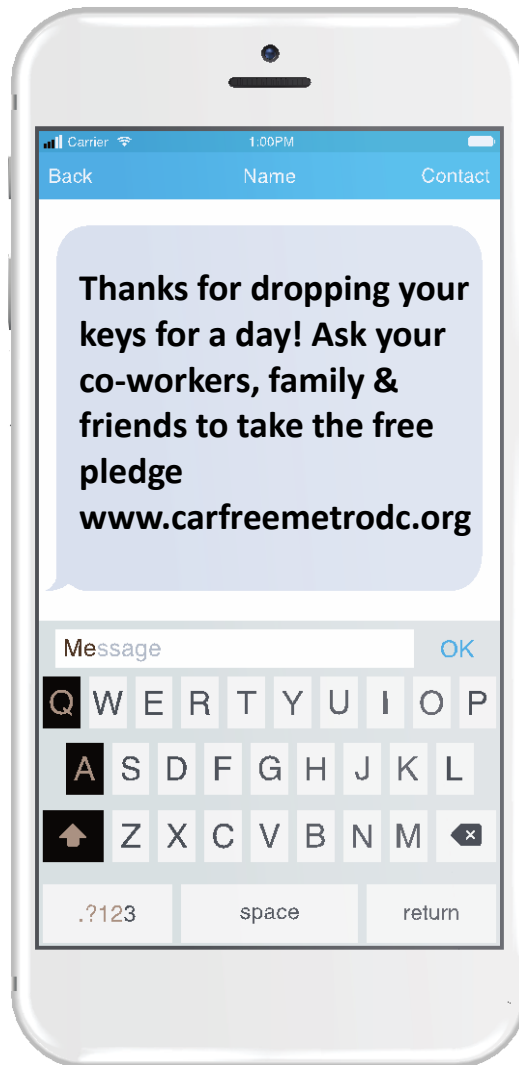 Carrier 1:00PM
Back Name Contact
Thanks for dropping your
keys for a day! Ask your
co-workers, family &
friends to take the free
pledge
www.carfreemetrodc.org
Message OK
Q W E R T Y U I O P
A S D F G H J K L
Z X C V B N M
.?123 space return